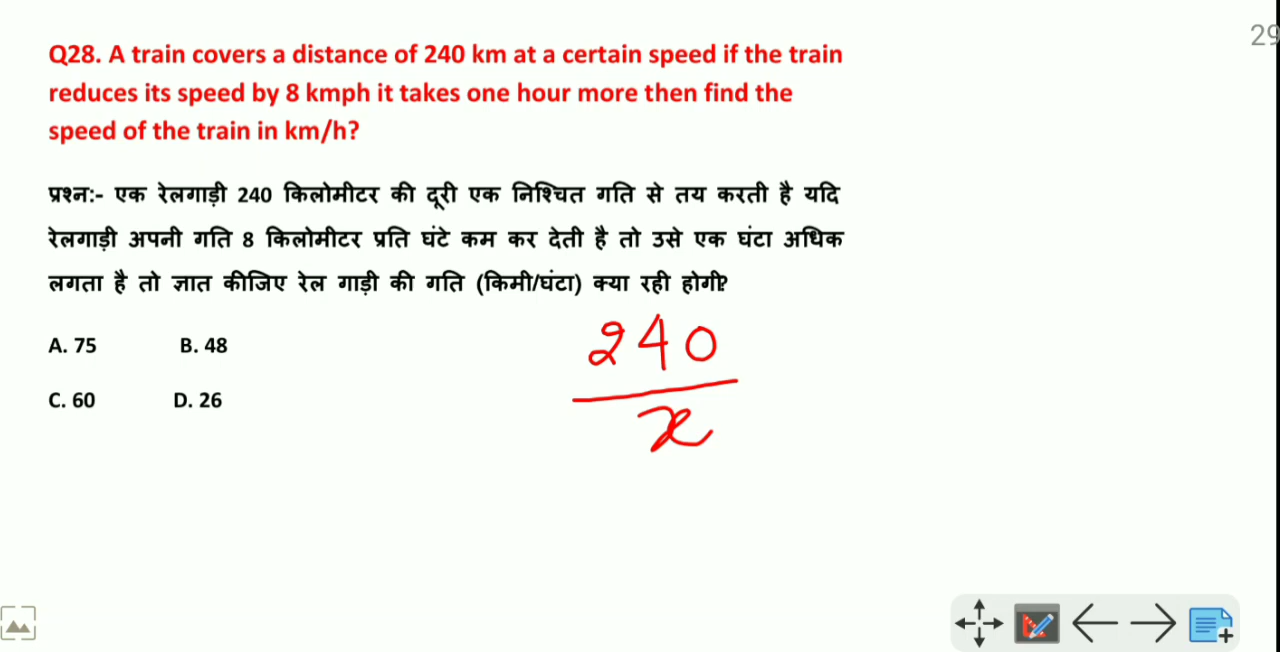 29
Q28. A train covers a distance of 240 km at a certain speed if the train
reduces its speed by 8 kmph it takes one hour more then find the
speed of the train in km/h?
प्रश्न:- एक रेलगाड़ी 240 किलोमीटर की दूरी एक निश्चित गति से तय करती है यदि
रेलगाड़ी अपनी गति 8 किलोमीटर प्रति घंटे कम कर देती है तो उसे एक घंटा अधिक
लगता है तो ज्ञात कीजिए रेल गाड़ी की गति (किमी/घंटा) क्या रही होगी?
A. 75 B. 48
C. 60 D. 26
240
x